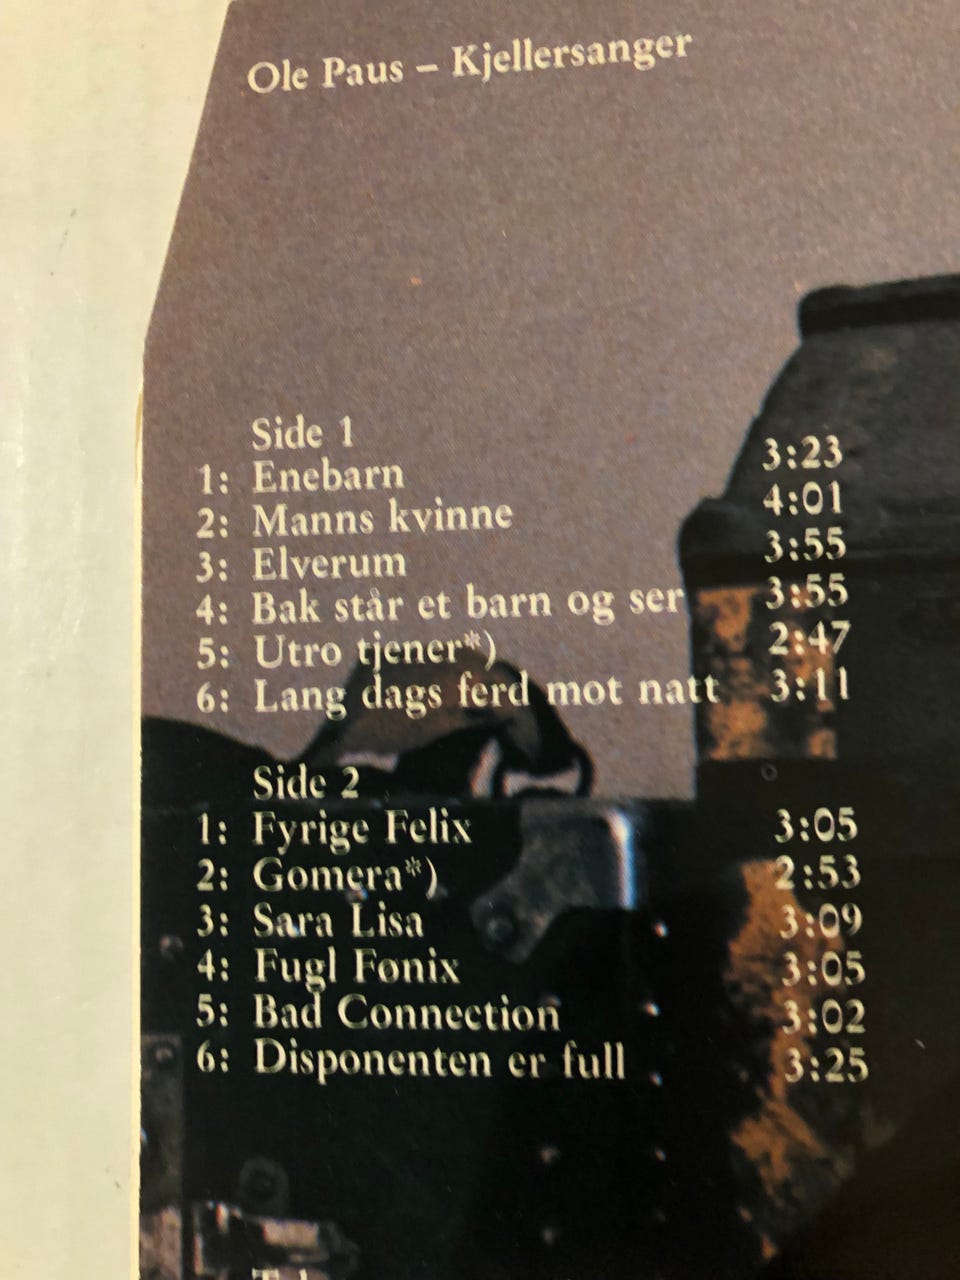 Ole Paus – Kjellersanger
Side 1
1: Enebarn 3:23
2: Manns kvinne 4:01
3: Elverum 3:55
4: Bak står et barn og ser 3:55
5: Utro tjener*) 2:47
6: Lang dags ferd mot natt 3:11
Side 2
1: Fyrige Felix 3:05
2: Gomera*) 2:53
3: Sara Lisa 3:09
4: Fugl Fønix 3:05
5: Bad Connection 3:02
6: Disponenten er full 3:25